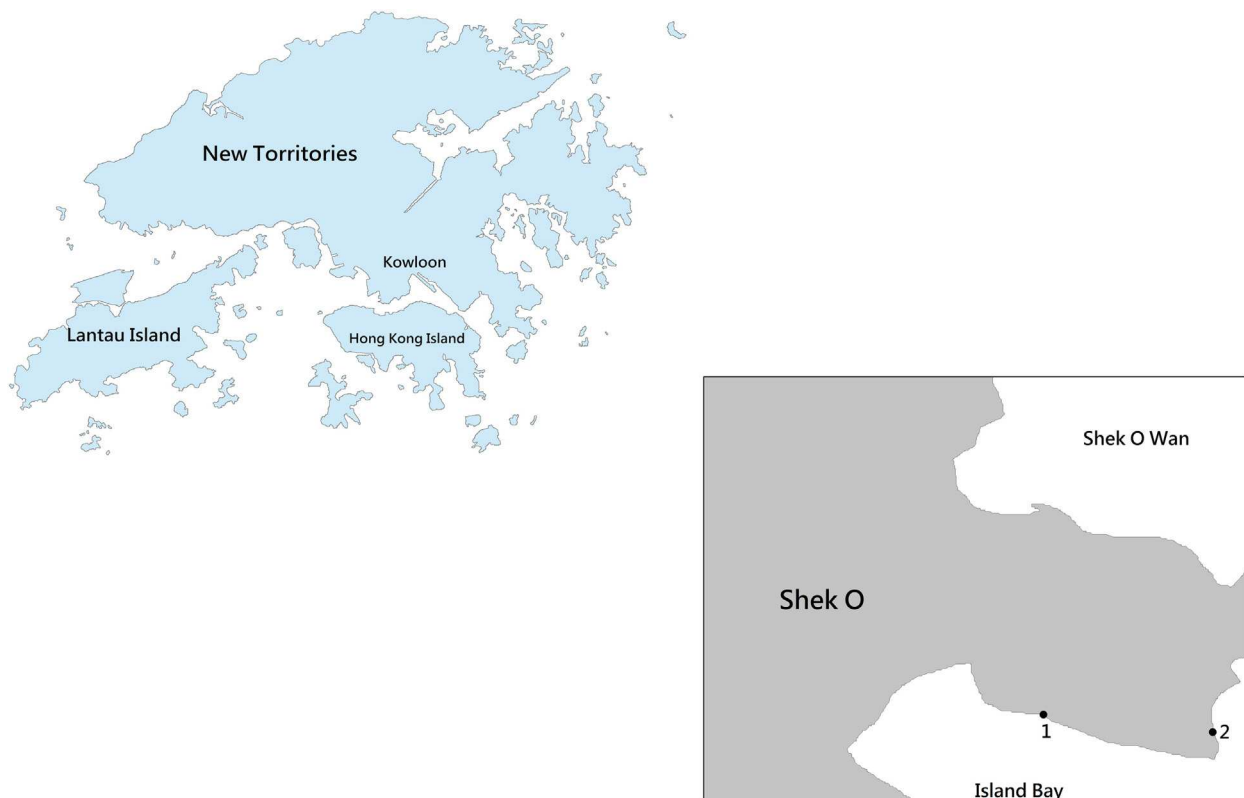 New Torritories
Kowloon
Lantau Island
Hong Kong Island
Shek O Wan
Shek O
1
2
Island Bay